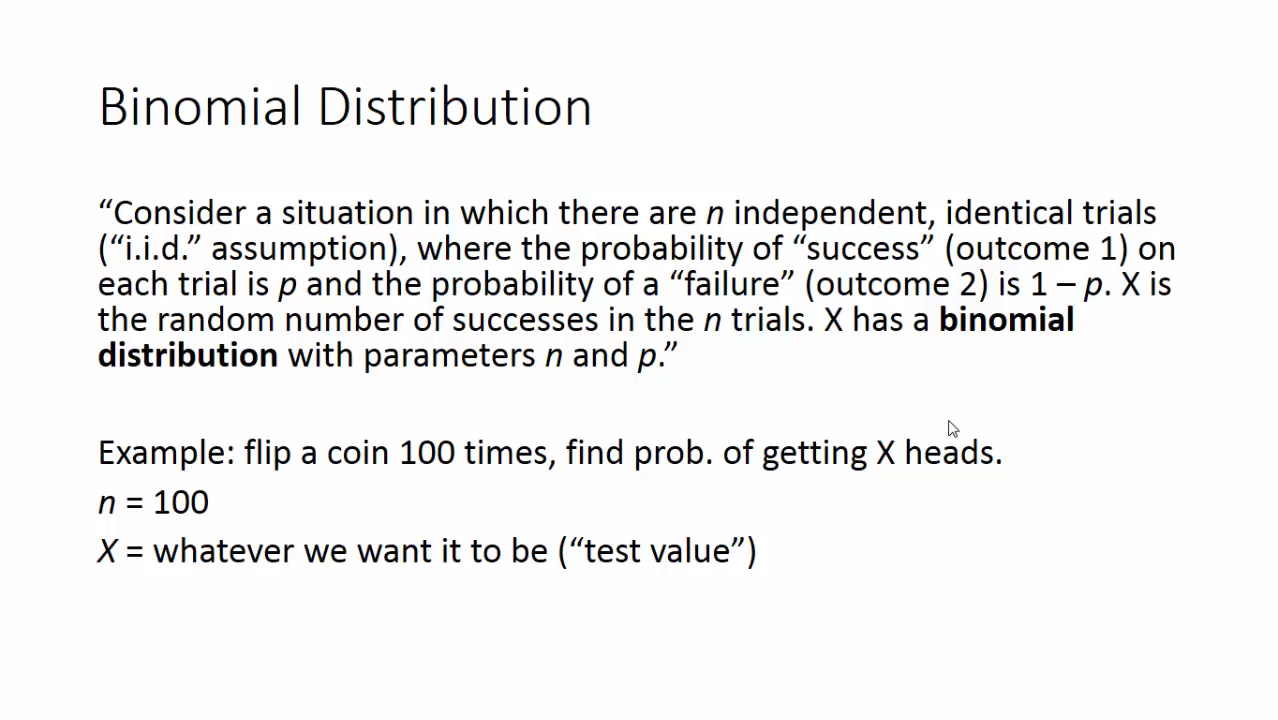 Binomial Distribution
“Consider a situation in which there are n independent, identical trials
(“i.i.d.” assumption), where the probability of “success” (outcome 1) on
each trial is p and the probability of a “failure” (outcome 2) is 1 – p. X is
the random number of successes in the n trials. X has a binomial
distribution with parameters n and p.”
Example: flip a coin 100 times, find prob. of getting X heads.
n = 100
X = whatever we want it to be (“test value”)